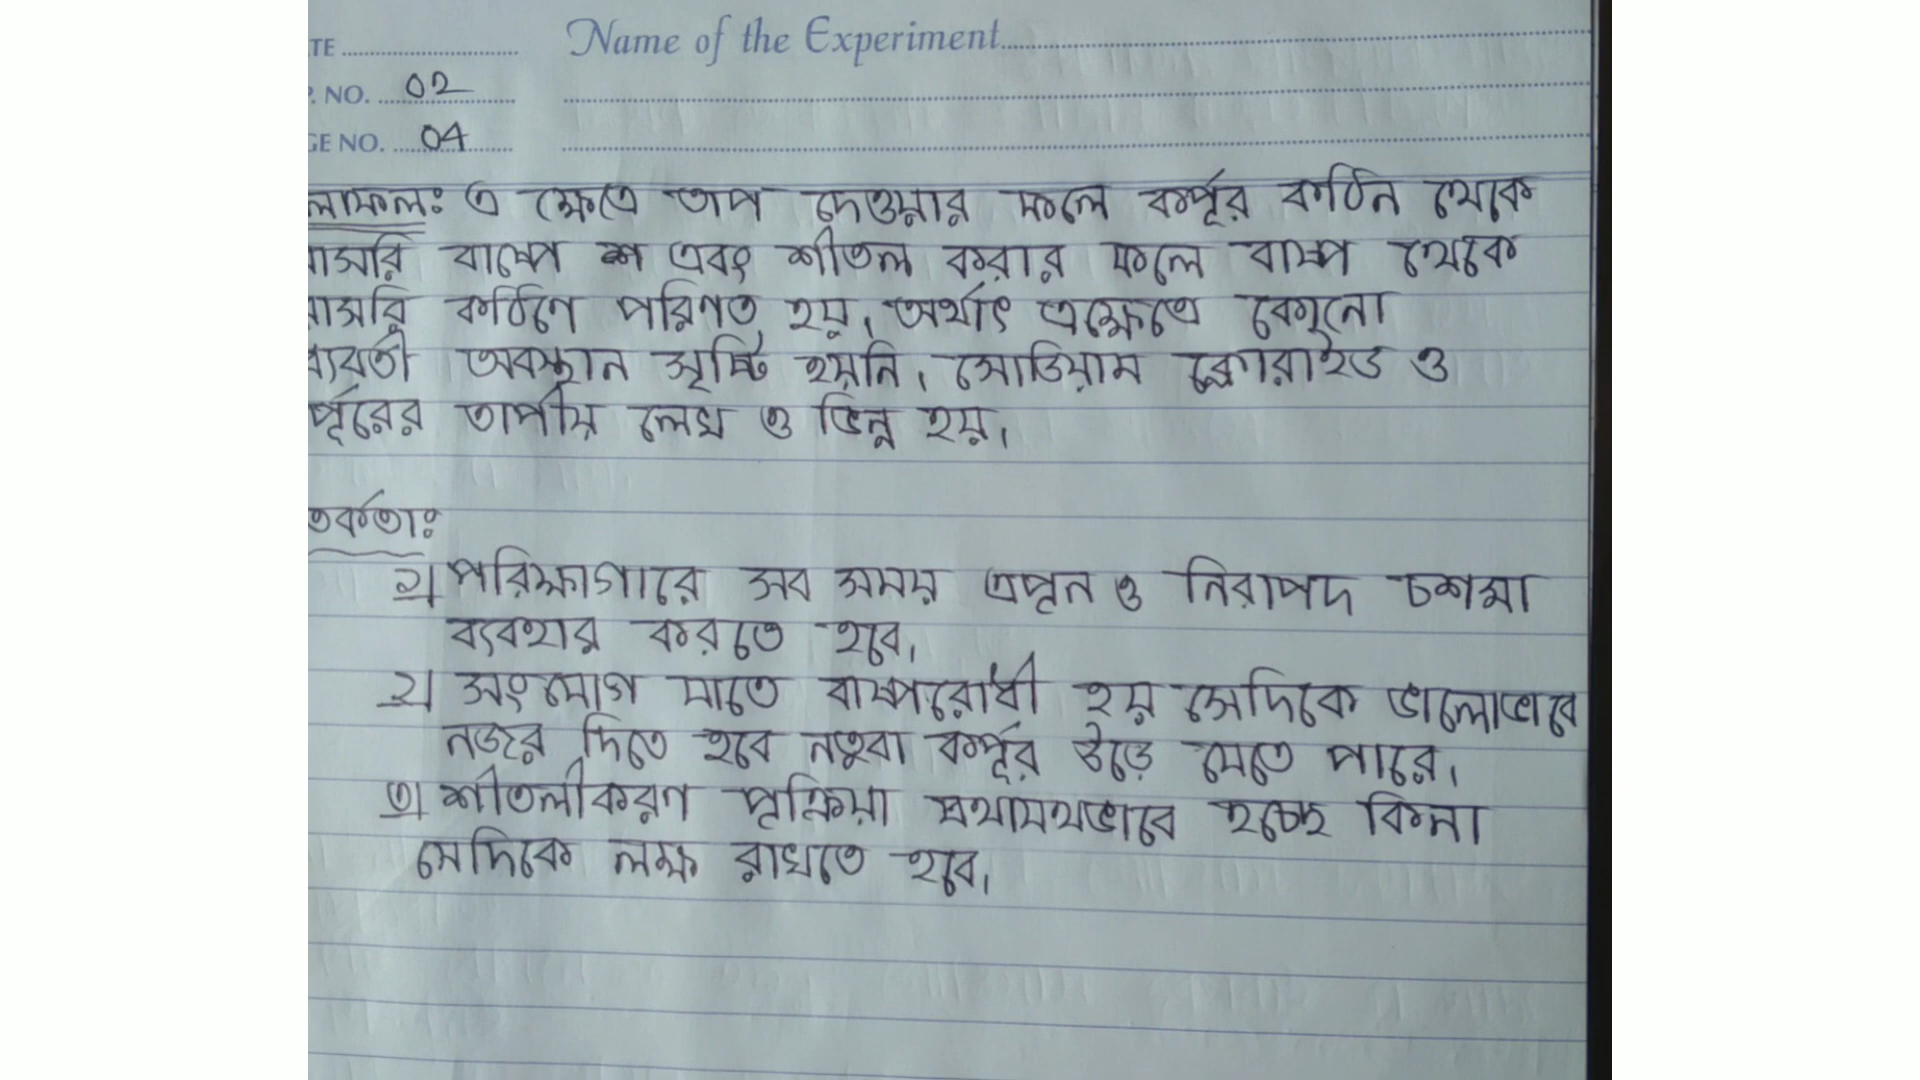 TE ........ Name of the Experiment........
P. NO. 02
GE NO. 04
লাফল: এ ক্ষেত্রে তাপ দেওয়ার ফলে কর্পূর কঠিন থেকে
াসরি বাষ্পে এবং শীতল করার ফলে বাষ্প থেকে
াসরি কঠিণে পরিণত হয়। অর্থাৎ এক্ষেত্রে কোনো
ধ্যবর্তী অবস্থান সৃষ্টি হয়নি। সোডিয়াম ক্লোরাইড ও
র্পূরের তাপীয় লেখ ও ভিন্ন হয়।
তর্কতা:
১। পরিক্ষাগারে সব সময় এপ্রন ও নিরাপদ চশমা
ব্যবহার করতে হবে।
২। সংযোগ যাতে বাষ্পরোধী হয় সেদিকে ভালোভাবে
নজর দিতে হবে নতুবা কর্পূর উড়ে যেতে পারে।
৩। শীতলীকরণ পৃক্রিয়া যথাযথভাবে হচ্ছে কিনা
সেদিকে লক্ষ রাখতে হবে।